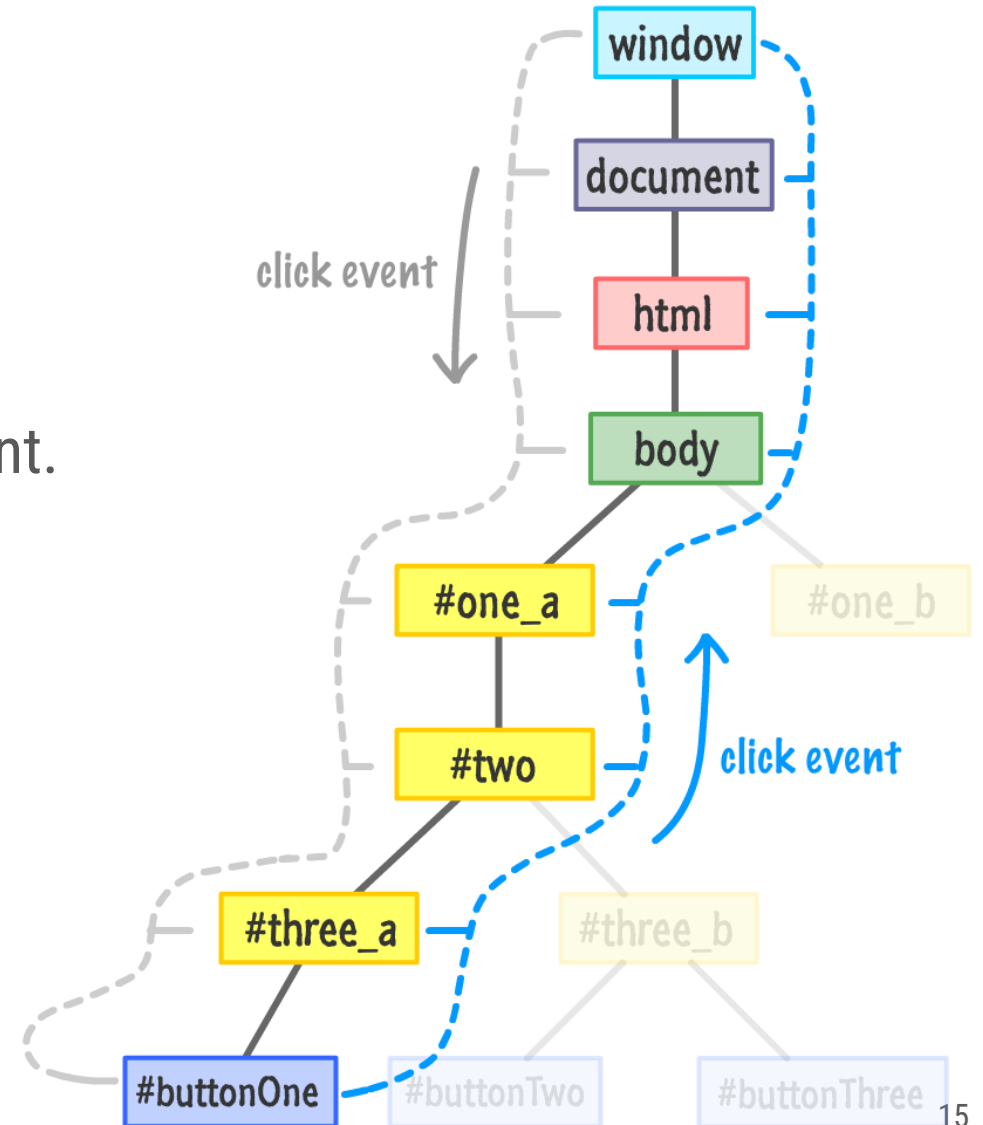 window
document
click event
html
nt.
body
#one_a
#one_b
#two
click event
#three_a
#three_b
#buttonOne
#buttonTwo
#buttonThree
15